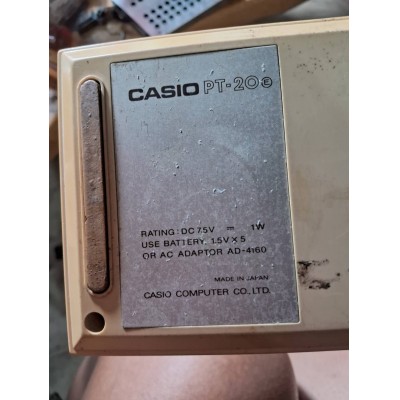 CASIO PT-20 Ⓔ
RATING: DC 7.5V ⎓ 1W
USE BATTERY, 1.5V × 5
OR AC ADAPTOR AD-4160
MADE IN JAPAN
CASIO COMPUTER CO., LTD.